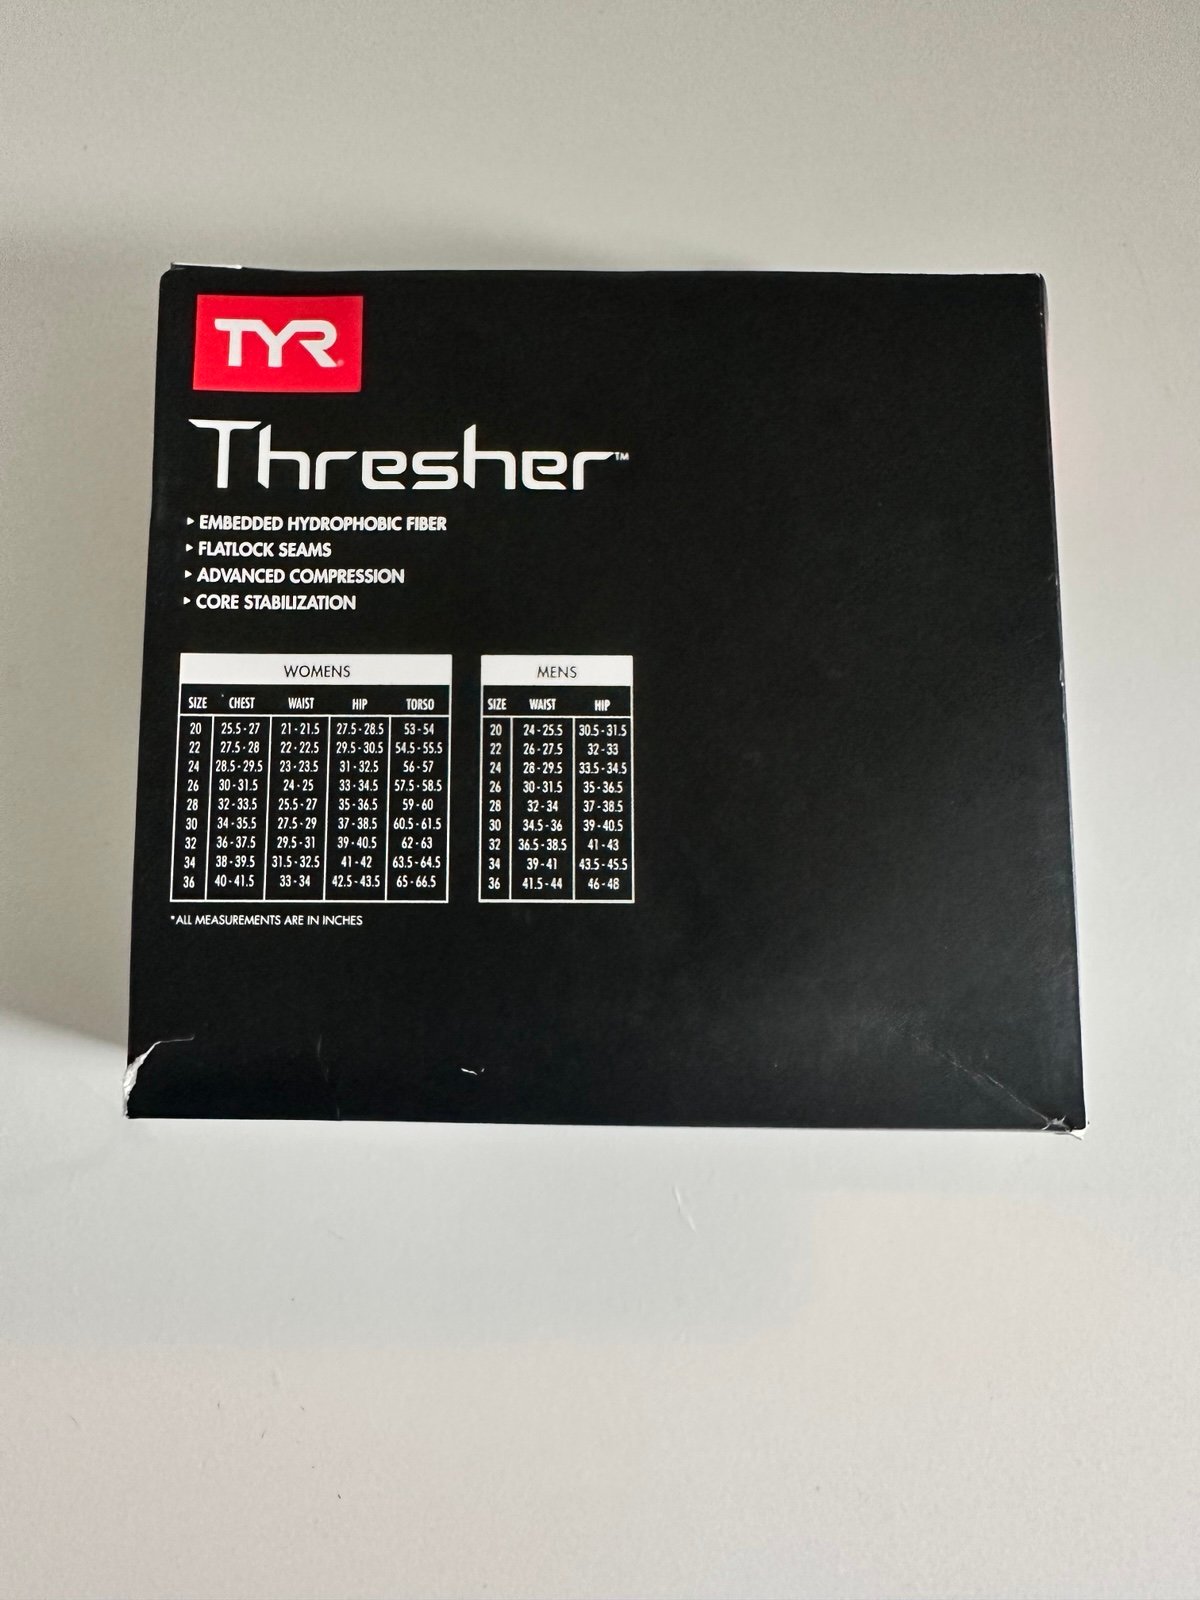 TYR
Thresher™
▸ EMBEDDED HYDROPHOBIC FIBER
▸ FLATLOCK SEAMS
▸ ADVANCED COMPRESSION
▸ CORE STABILIZATION
WOMENS
SIZE CHEST WAIST HIP TORSO
20 25.5 - 27 21 - 21.5 27.5 - 28.5 53 - 54
22 27.5 - 28 22 - 22.5 29.5 - 30.5 54.5 - 55.5
24 28.5 - 29.5 23 - 23.5 31 - 32.5 56 - 57
26 30 - 31.5 24 - 25 33 - 34.5 57.5 - 58.5
28 32 - 33.5 25.5 - 27 35 - 36.5 59 - 60
30 34 - 35.5 27.5 - 29 37 - 38.5 60.5 - 61.5
32 36 - 37.5 29.5 - 31 39 - 40.5 62 - 63
34 38 - 39.5 31.5 - 32.5 41 - 42 63.5 - 64.5
36 40 - 41.5 33 - 34 42.5 - 43.5 65 - 66.5
MENS
SIZE WAIST HIP
20 24 - 25.5 30.5 - 31.5
22 26 - 27.5 32 - 33
24 28 - 29.5 33.5 - 34.5
26 30 - 31.5 35 - 36.5
28 32 - 34 37 - 38.5
30 34.5 - 36 39 - 40.5
32 36.5 - 38.5 41 - 43
34 39 - 41 43.5 - 45.5
36 41.5 - 44 46 - 48
*ALL MEASUREMENTS ARE IN INCHES